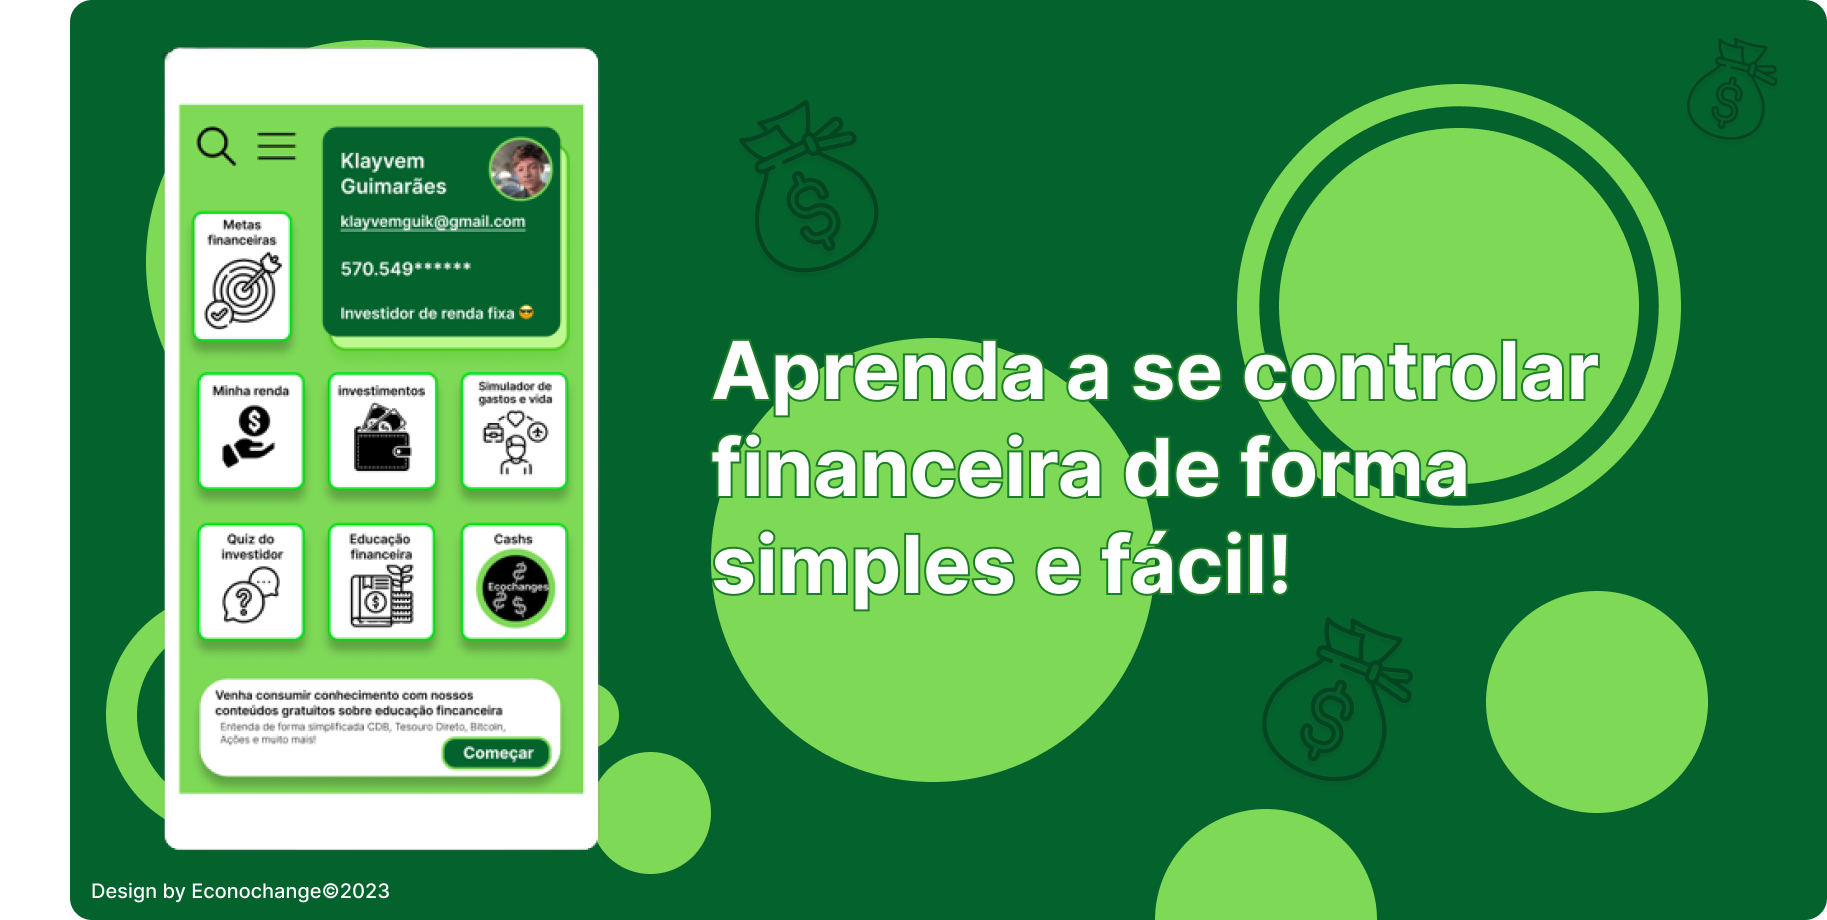 Klayvem
Guimarães
klayvemguik@gmail.com
570.549******
Investidor de renda fixa 😎
Metas
financeiras
Minha renda
investimentos
Simulador de
gastos e vida
Quiz do
investidor
Educação
financeira
Cashs
Ecochanges
Venha consumir conhecimento com nossos
conteúdos gratuitos sobre educação fincanceira
Entenda de forma simplificada CDB, Tesouro Direto, Bitcoin,
Ações e muito mais!
Começar
Aprenda a se controlar
financeira de forma
simples e fácil!
Design by Econochange©2023